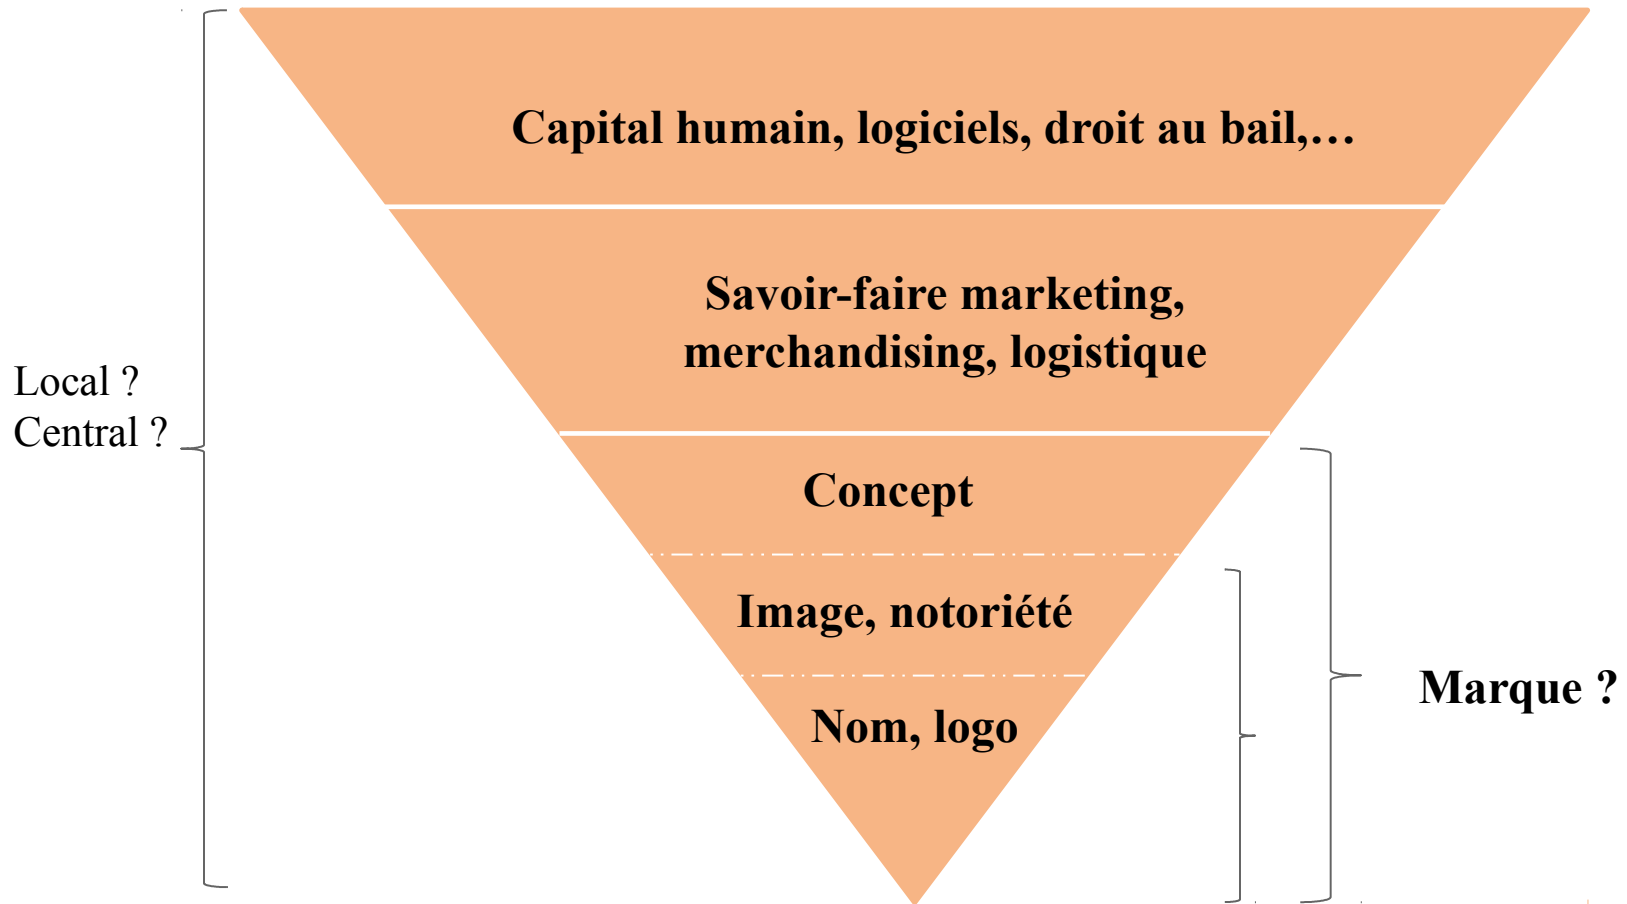 Capital humain, logiciels, droit au bail,…
Savoir-faire marketing,
merchandising, logistique
Local ?
Central ?
Concept
Image, notoriété
Marque ?
Nom, logo